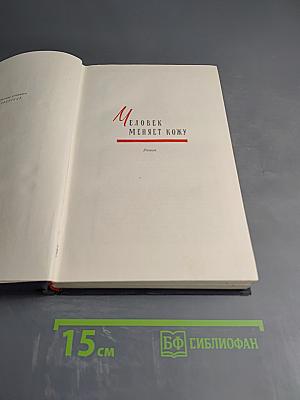 Человек
меняет кожу
Роман
15 см
БФ БИБЛИОФАН